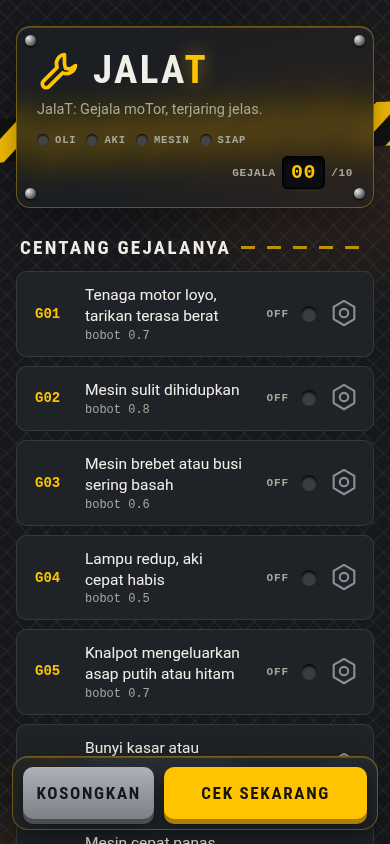 JALAT
JalaT: Gejala moTor, terjaring jelas.
OLI AKI MESIN SIAP
GEJALA 00 /10
CENTANG GEJALANYA
G01 Tenaga motor loyo, tarikan terasa berat OFF
bobot 0.7
G02 Mesin sulit dihidupkan OFF
bobot 0.8
G03 Mesin brebet atau busi sering basah OFF
bobot 0.6
G04 Lampu redup, aki cepat habis OFF
bobot 0.5
G05 Knalpot mengeluarkan asap putih atau hitam OFF
bobot 0.7
Bunyi kasar atau
KOSONGKAN CEK SEKARANG
Mesin cepat panas